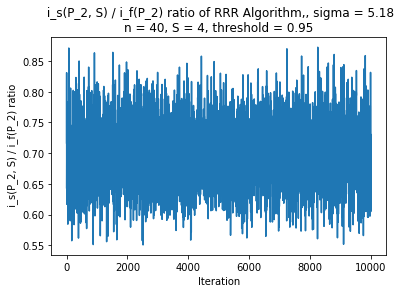 i_s(P_2, S) / i_f(P_2) ratio of RRR Algorithm,, sigma = 5.18
n = 40, S = 4, threshold = 0.95
i_s(P_2, S) / i_f(P_2) ratio
0.85
0.80
0.75
0.70
0.65
0.60
0.55
0 2000 4000 6000 8000 10000
Iteration